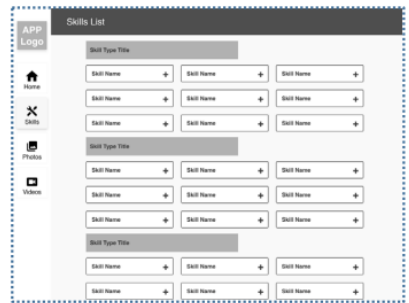 APP
Logo
Home
Skills
Photos
Videos
Skills List
Skill Type Title
Skill Name + Skill Name + Skill Name +
Skill Name + Skill Name + Skill Name +
Skill Name + Skill Name + Skill Name +
Skill Type Title
Skill Name + Skill Name + Skill Name +
Skill Name + Skill Name + Skill Name +
Skill Name + Skill Name + Skill Name +
Skill Type Title
Skill Name + Skill Name + Skill Name +
Skill Name + Skill Name + Skill Name +